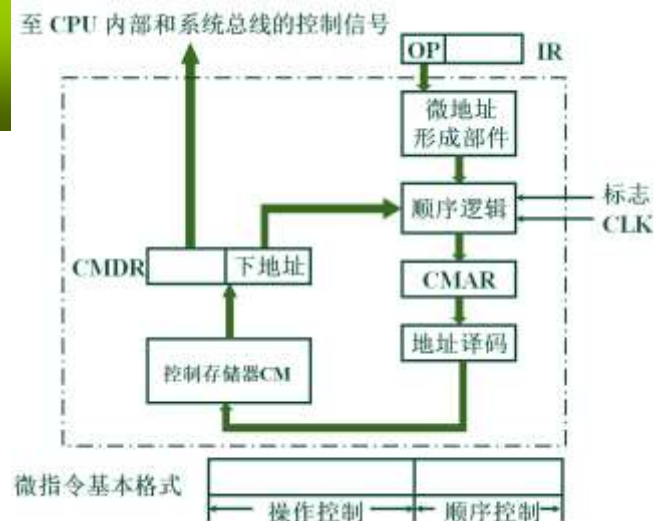 至 CPU 内部和系统总线的控制信号
OP
IR
微地址
形成部件
顺序逻辑
标志
CLK
CMDR
下地址
CMAR
控制存储器CM
地址译码
微指令基本格式
操作控制
顺序控制